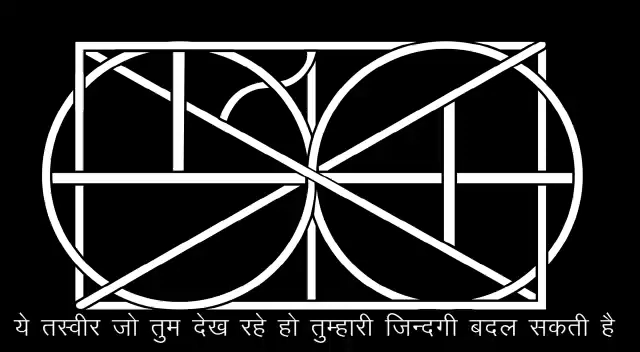 ये तस्वीर जो तुम देख रहे हो तुम्हारी जिन्दगी बदल सकती है